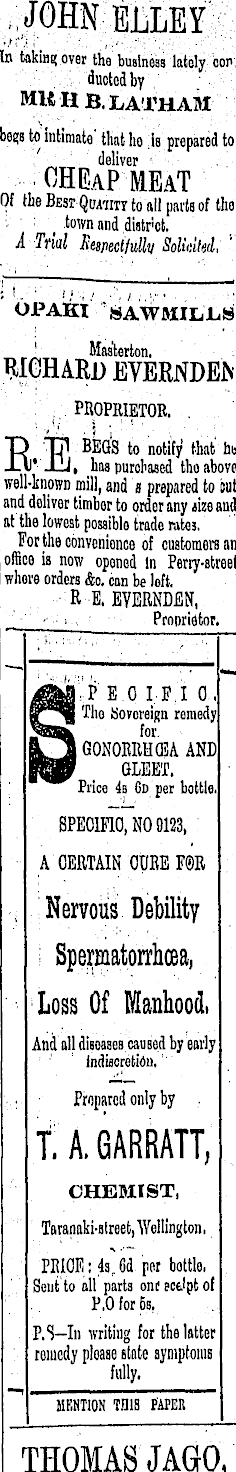 JOHN ELLEY
In taking over the business lately con
ducted by
MR H B. LATHAM
begs to intimate that he is prepared to
deliver
CHEAP MEAT
Of the BEST QUAIITY to all parts of the
town and district.
A Trial Respectfully Solicited.
OPAKI SAWMILLS
Masterton.
RICHARD EVERNDEN
PROPRIETOR.
R. E. BEGS to notify that he
has purchased the above
well-known mill, and s prepared to cut
and deliver timber to order any size and
at the lowest possible trade rates.
For the convenience of customers an
office is now opened in Perry-street
where orders &c. can be left.
R E. EVERNDEN,
Proprietor.
SPECIFIC.
The Sovereign remedy
for
GONORRHŒA AND
GLEET.
Price 4s 6D per bottle.
SPECIFIC, NO 9123,
A CERTAIN CURE FOR
Nervous Debility
Spermatorrhœa,
Loss Of Manhood.
And all diseases caused by early
indiscretion.
Prepared only by
T. A. GARRATT,
CHEMIST,
Taranaki-street, Wellington.
PRICE: 4s. 6d per bottle.
Sent to all parts on receipt of
P.O for 5s.
P.S—In writing for the latter
remedy please state symptoms
fully.
MENTION THIS PAPER
THOMAS JAGO.